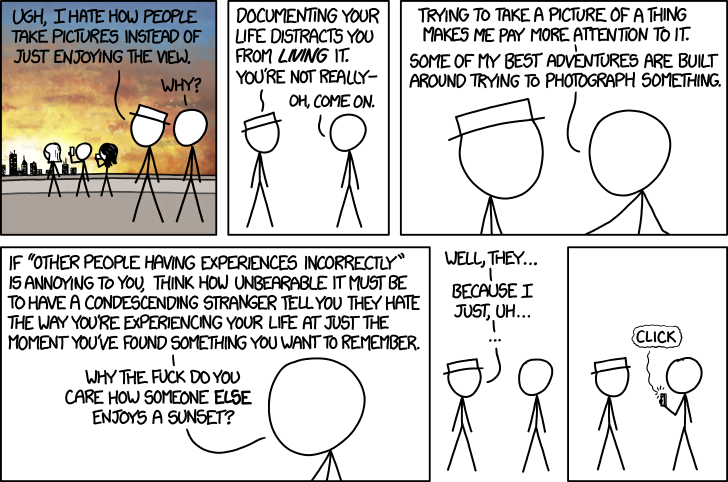 UGH, I HATE HOW PEOPLE
TAKE PICTURES INSTEAD OF
JUST ENJOYING THE VIEW.
WHY?
DOCUMENTING YOUR
LIFE DISTRACTS YOU
FROM LIVING IT.
YOU'RE NOT REALLY–
OH, COME ON.
TRYING TO TAKE A PICTURE OF A THING
MAKES ME PAY MORE ATTENTION TO IT.
SOME OF MY BEST ADVENTURES ARE BUILT
AROUND TRYING TO PHOTOGRAPH SOMETHING.
IF "OTHER PEOPLE HAVING EXPERIENCES INCORRECTLY"
IS ANNOYING TO YOU, THINK HOW UNBEARABLE IT MUST BE
TO HAVE A CONDESCENDING STRANGER TELL YOU THEY HATE
THE WAY YOU'RE EXPERIENCING YOUR LIFE AT JUST THE
MOMENT YOU'VE FOUND SOMETHING YOU WANT TO REMEMBER.
WHY THE FUCK DO YOU
CARE HOW SOMEONE ELSE
ENJOYS A SUNSET?
WELL, THEY...
BECAUSE I
JUST, UH...
...
CLICK